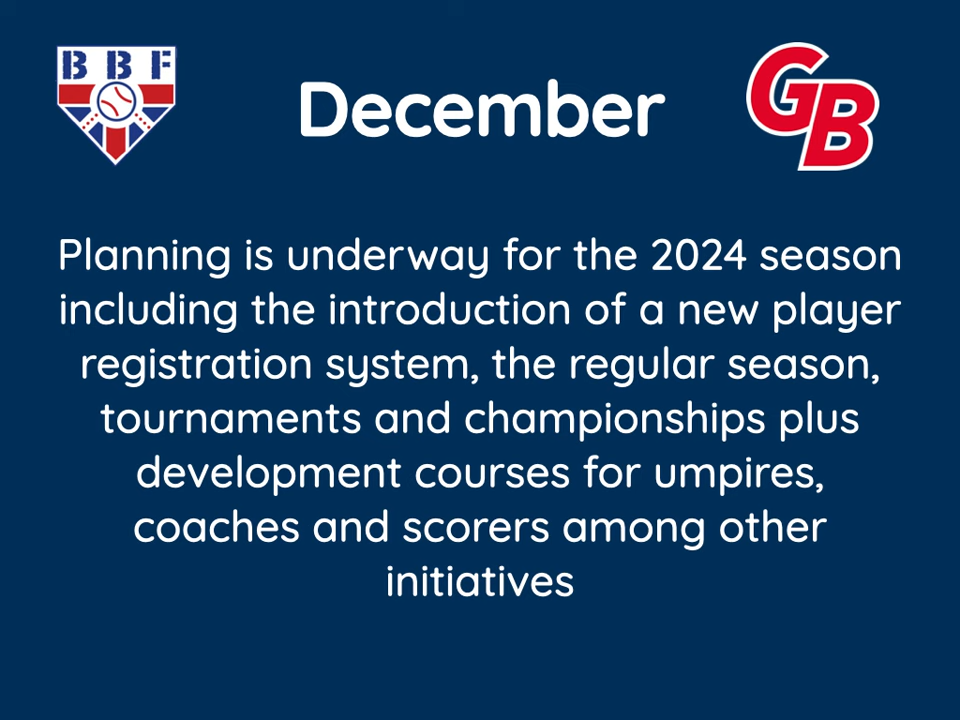 BBF
December
GB
Planning is underway for the 2024 season
including the introduction of a new player
registration system, the regular season,
tournaments and championships plus
development courses for umpires,
coaches and scorers among other
initiatives